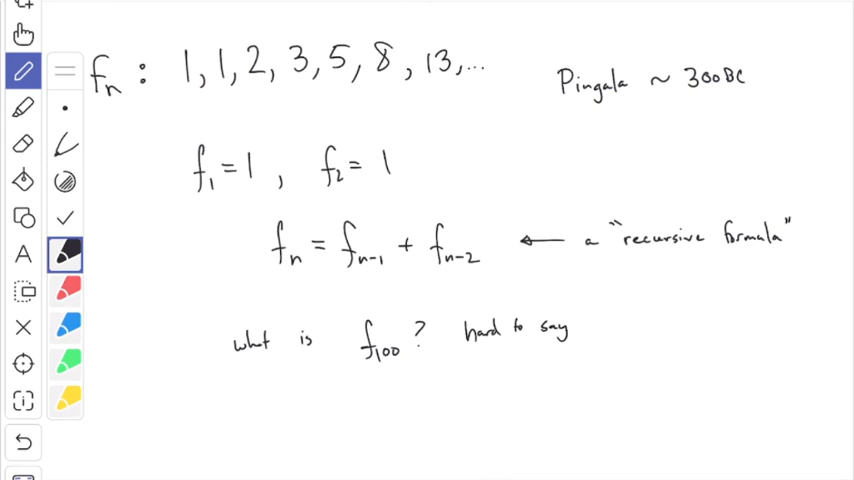 fn : 1, 1, 2, 3, 5, 8, 13, ...
Pingala ~ 300BC
f1 = 1 , f2 = 1
fn = fn-1 + fn-2 ← a "recursive formula"
what is f100 ? hard to say
A